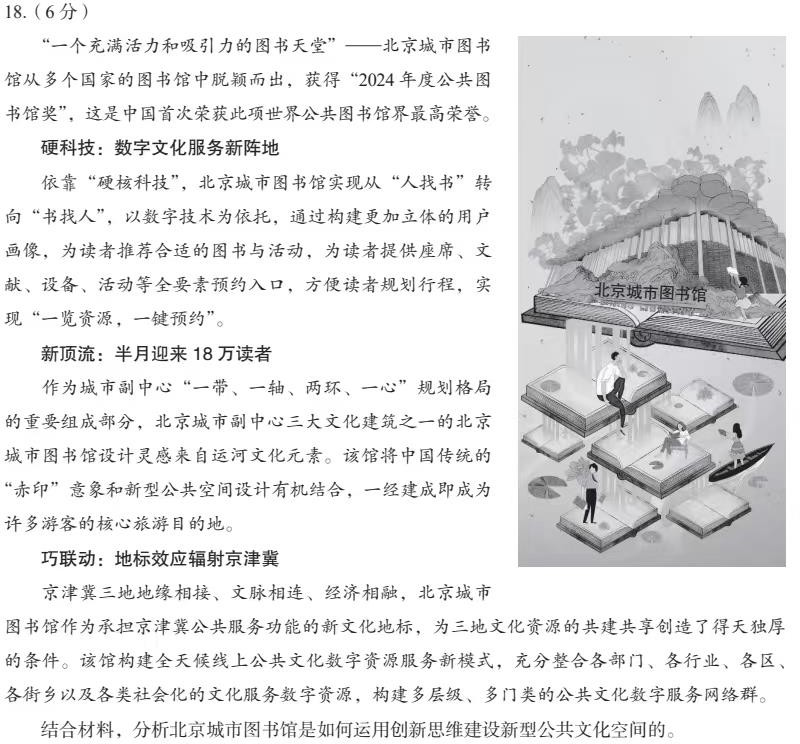 18.（6 分）
“一个充满活力和吸引力的图书天堂”——北京城市图书
馆从多个国家的图书馆中脱颖而出，获得“2024 年度公共图
书馆奖”，这是中国首次荣获此项世界公共图书馆界最高荣誉。
硬科技：数字文化服务新阵地
依靠“硬核科技”，北京城市图书馆实现从“人找书”转
向“书找人”，以数字技术为依托，通过构建更加立体的用户
画像，为读者推荐合适的图书与活动，为读者提供座席、文
献、设备、活动等全要素预约入口，方便读者规划行程，实
现“一览资源，一键预约”。
新顶流：半月迎来 18 万读者
作为城市副中心“一带、一轴、两环、一心”规划格局
的重要组成部分，北京城市副中心三大文化建筑之一的北京
城市图书馆设计灵感来自运河文化元素。该馆将中国传统的
“赤印”意象和新型公共空间设计有机结合，一经建成即成为
许多游客的核心旅游目的地。
巧联动：地标效应辐射京津冀
京津冀三地地缘相接、文脉相连、经济相融，北京城市
图书馆作为承担京津冀公共服务功能的新文化地标，为三地文化资源的共建共享创造了得天独厚
的条件。该馆构建全天候线上公共文化数字资源服务新模式，充分整合各部门、各行业、各区、
各街乡以及各类社会化的文化服务数字资源，构建多层级、多门类的公共文化数字服务网络群。
结合材料，分析北京城市图书馆是如何运用创新思维建设新型公共文化空间的。
北京城市图书馆